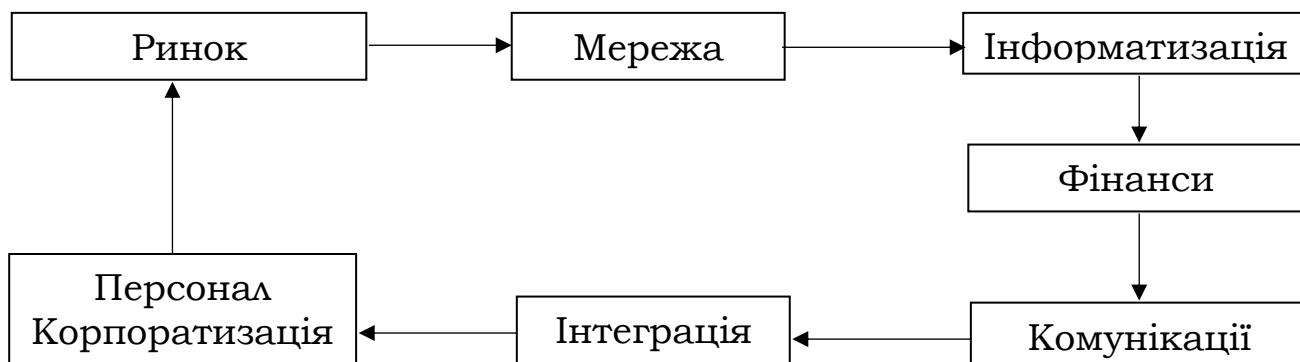 Ринок
Мережа
Інформатизація
Фінанси
Персонал
Корпоратизація
Інтеграція
Комунікації